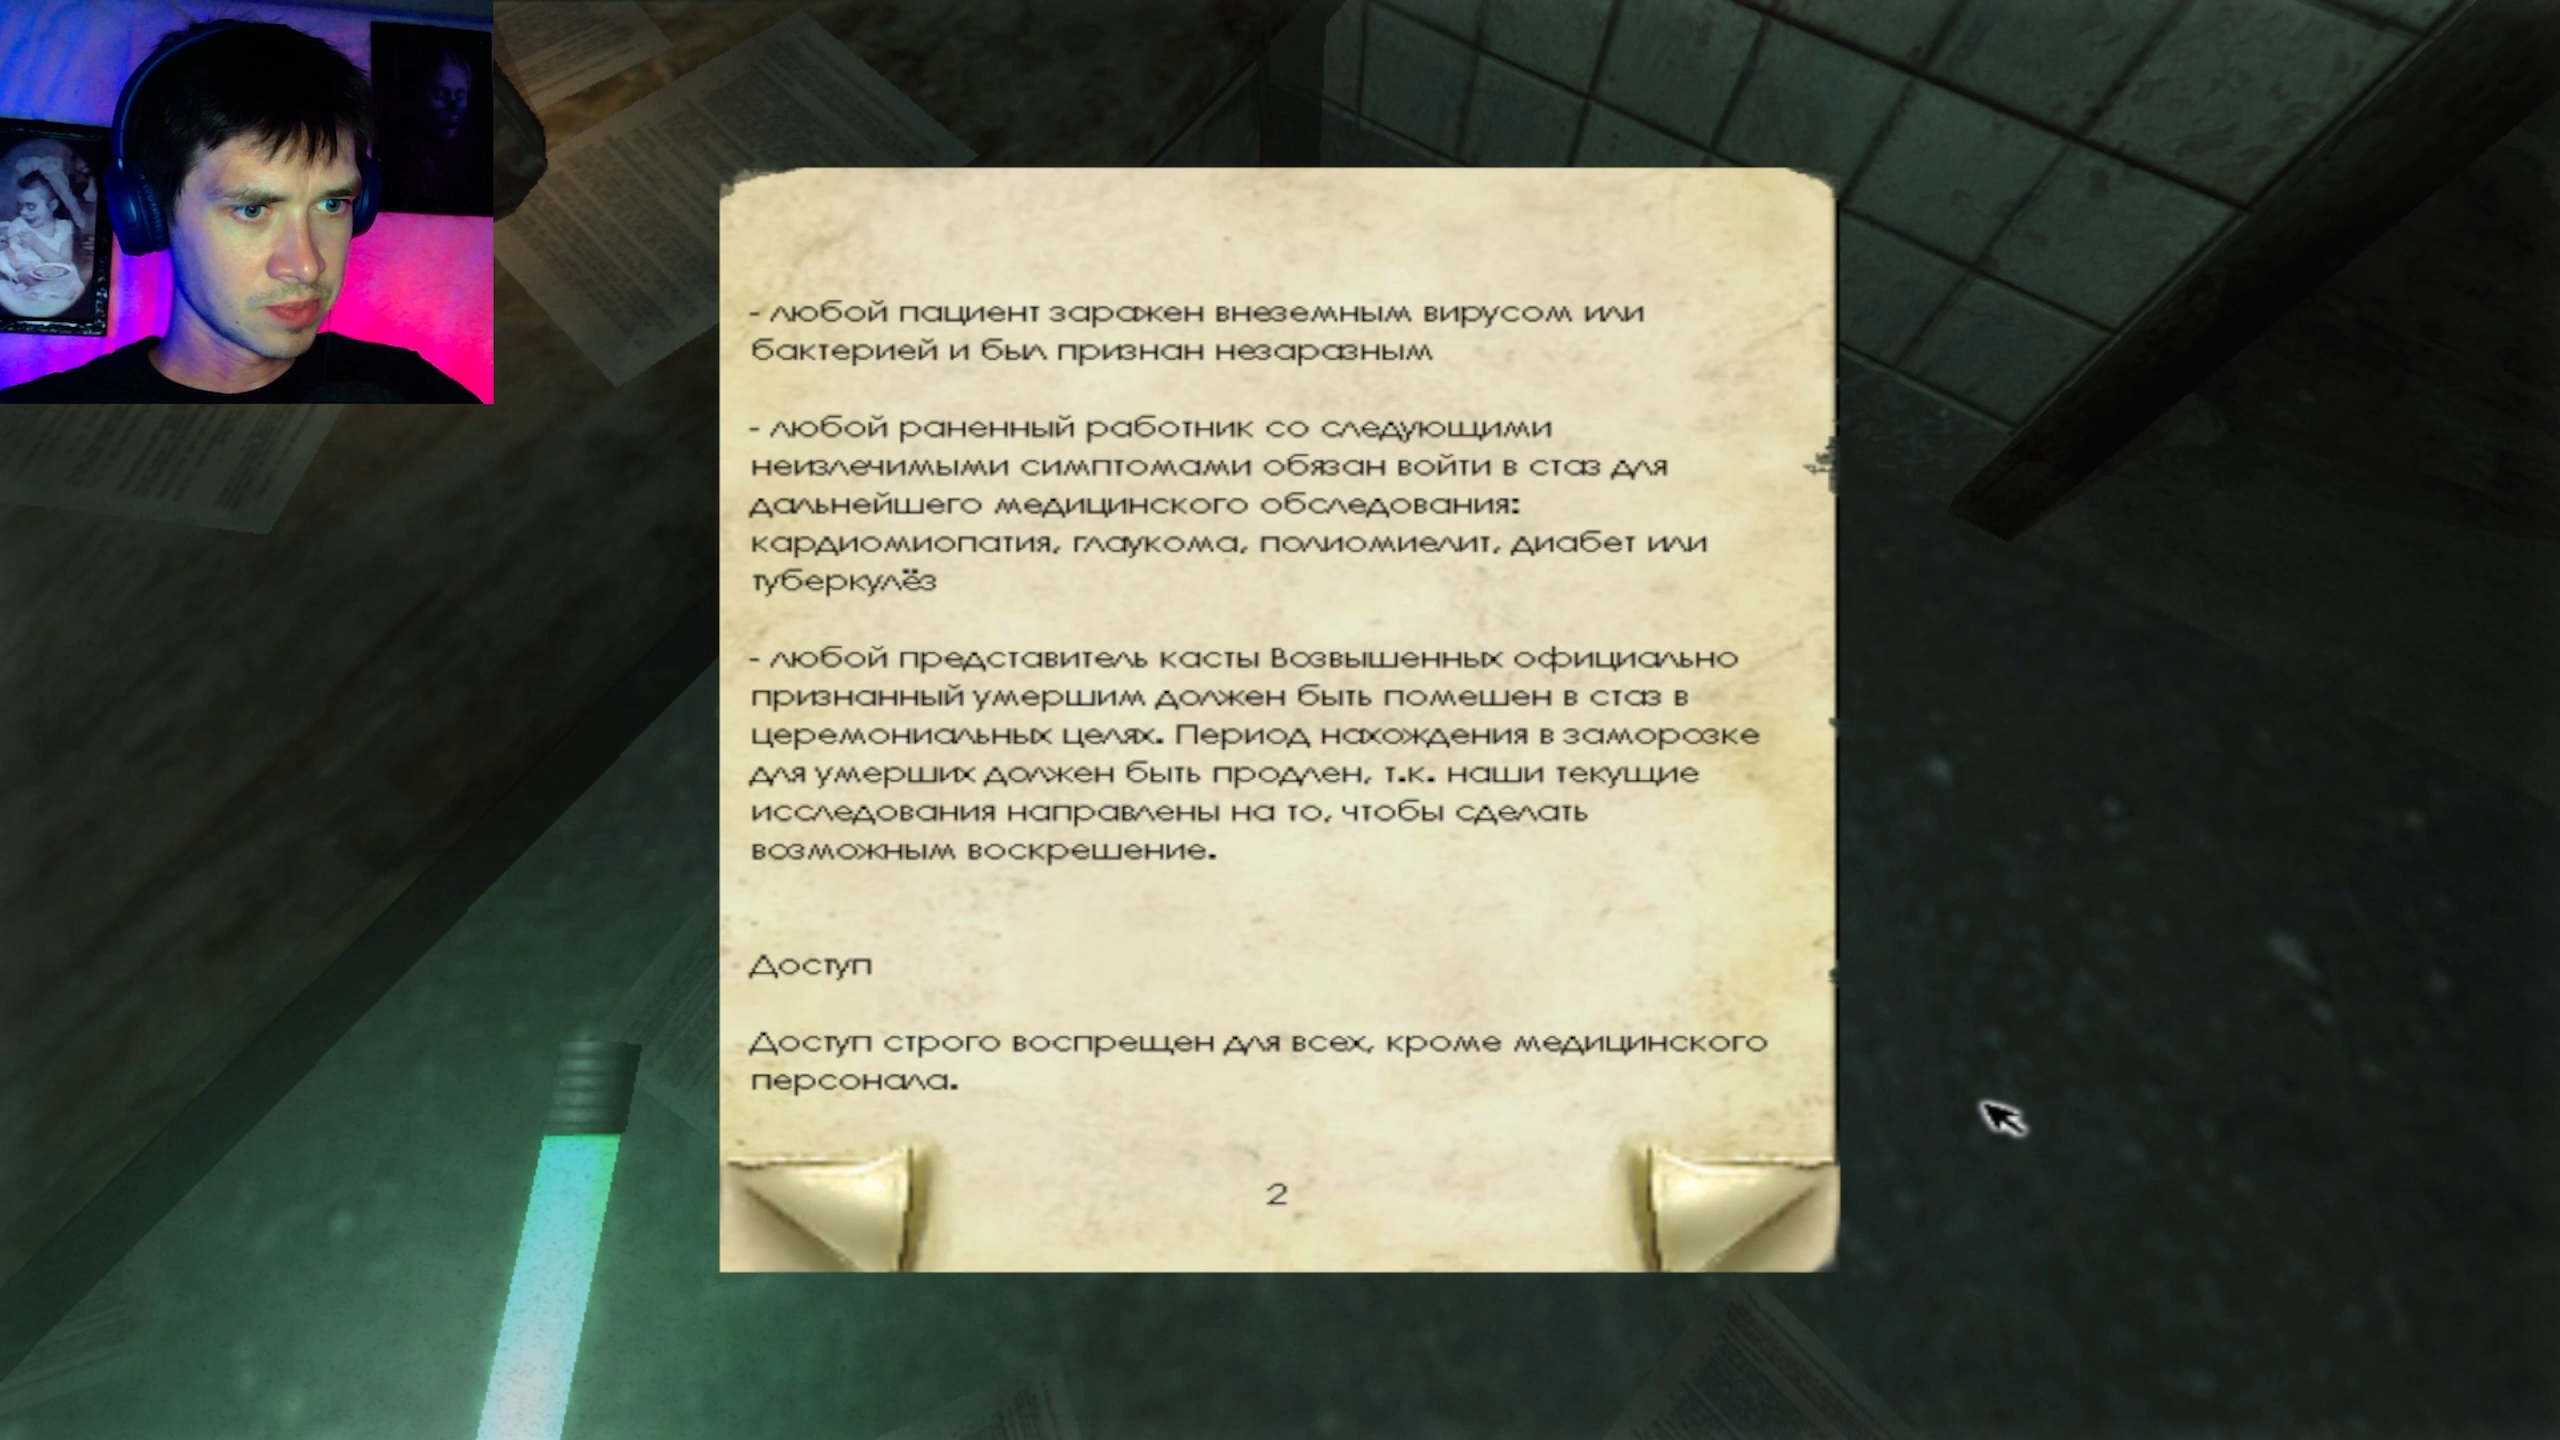 - любой пациент заражен внеземным вирусом или
бактерией и был признан незаразным
- любой раненный работник со следующими
неизлечимыми симптомами обязан войти в стаз для
дальнейшего медицинского обследования:
кардиомиопатия, глаукома, полиомиелит, диабет или
туберкулёз
- любой представитель касты Возвышенных официально
признанный умершим должен быть помешен в стаз в
церемониальных целях. Период нахождения в заморозке
для умерших должен быть продлен, т.к. наши текущие
исследования направлены на то, чтобы сделать
возможным воскрешение.
Доступ
Доступ строго воспрещен для всех, кроме медицинского
персонала.
2